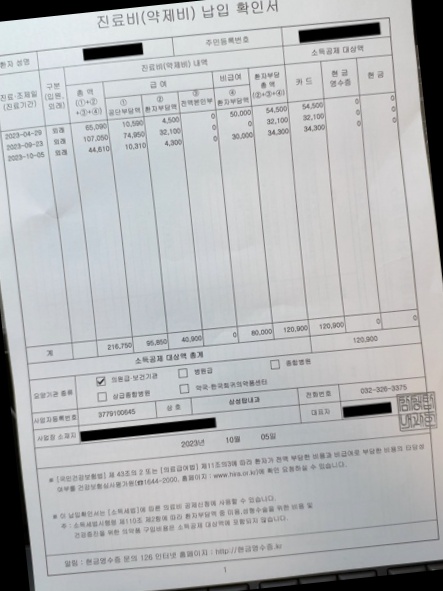 진료비(약제비) 납입 확인서
환자 성명 주민등록번호
진료비(약제비) 내역 소득공제 대상액
진료·조제일 (진료기간) 구분 (입원, 외래) 총 액 (①+② +③+④) 급 여 비급여 환자부담 총 액 (②+③+④) 카 드 현 금 영수증 현 금
① 공단부담액 ② 환자부담액 ③ 전액본인부 ④ 환자부담액
2023-04-29 외래 65,090 10,590 4,500 0 50,000 54,500 54,500 0 0
2023-09-23 외래 107,050 74,950 32,100 0 0 32,100 32,100 0 0
2023-10-05 외래 44,610 10,310 4,300 0 30,000 34,300 34,300 0 0
계 216,750 95,850 40,900 0 80,000 120,900 120,900 0 0
소득공제 대상액 총계 120,900
요양기관 종류 ✔ 의원급·보건기관 병원급 종합병원
상급종합병원 약국·한국희귀의약품센터
사업자등록번호 3779100645 상 호 삼성탑내과 전화번호 032-326-3375
사업장 소재지 대표자
2023년 10월 05일
※ [국민건강보험법] 제 43조의 2 또는 [의료급여법] 제11조의3에 따라 환자가 전액 부담한 비용과 비급여로 부담한 비용의 타당성
여부를 건강보험심사평가원(☎1644-2000, 홈페이지 : www.hira.or.kr)에 확인 요청하실 수 있습니다.
※ 이 납입확인서는 [소득세법]에 따른 의료비 공제신청에 사용할 수 있습니다.
주 : 소득세법시행령 제110조 제2항에 따라 환자부담액 중 미용,성형수술을 위한 비용 및
건강증진을 위한 의약품 구입비용은 소득공제 대상액에 포함되지 않습니다.
알림 : 현금영수증 문의 126 인터넷 홈페이지 : http://현금영수증.kr
1